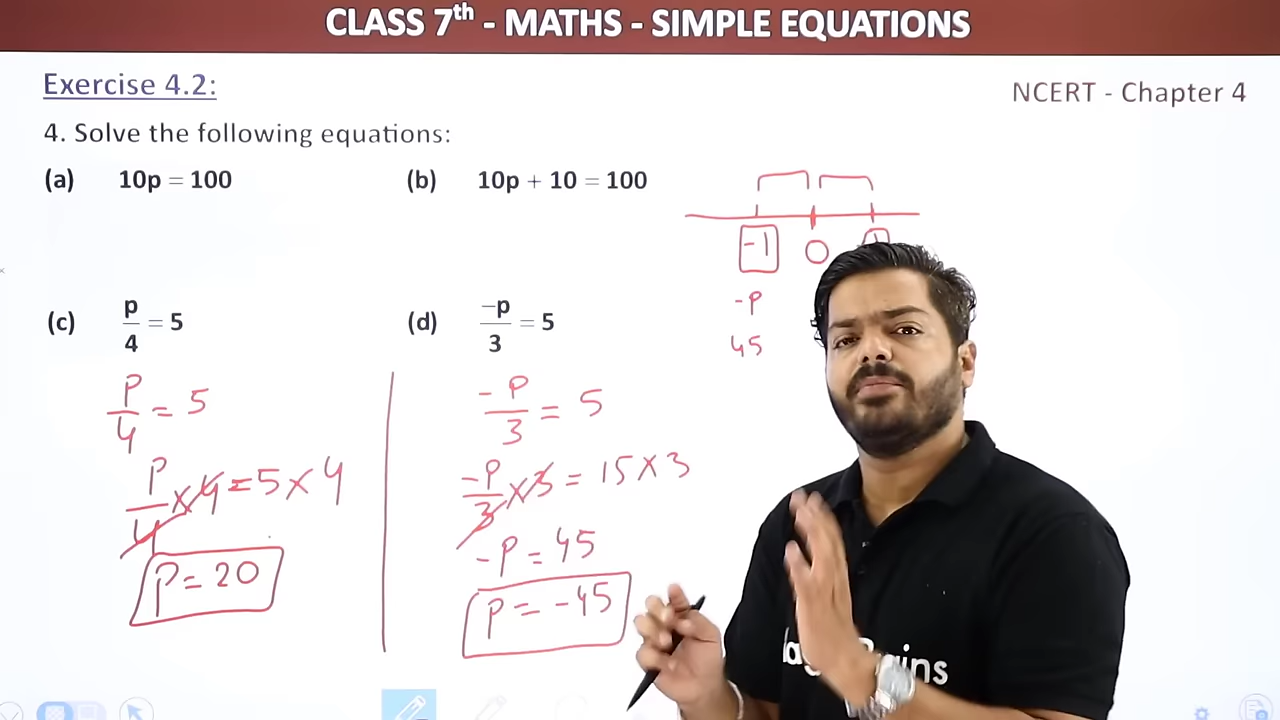 CLASS 7th - MATHS - SIMPLE EQUATIONS
Exercise 4.2:
NCERT - Chapter 4
4. Solve the following equations:
(a) 10p = 100
(b) 10p + 10 = 100
-1 0
-P
45
(c) p/4 = 5
(d) −p/3 = 5
P/4 = 5
P/4 × 4 = 5 × 4
P = 20
-P/3 = 5
-P/3 × 3 = 15 × 3
-P = 45
P = -45